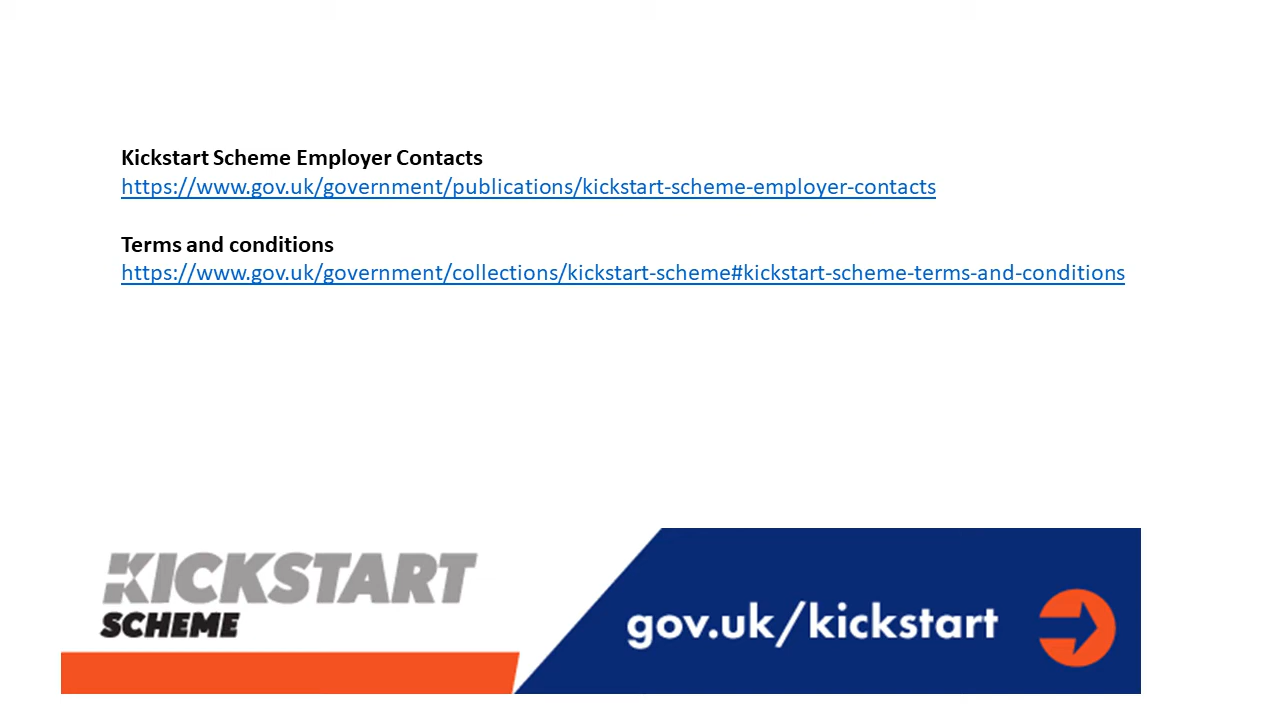 Kickstart Scheme Employer Contacts
https://www.gov.uk/government/publications/kickstart-scheme-employer-contacts
Terms and conditions
https://www.gov.uk/government/collections/kickstart-scheme#kickstart-scheme-terms-and-conditions
KICKSTART
SCHEME
gov.uk/kickstart